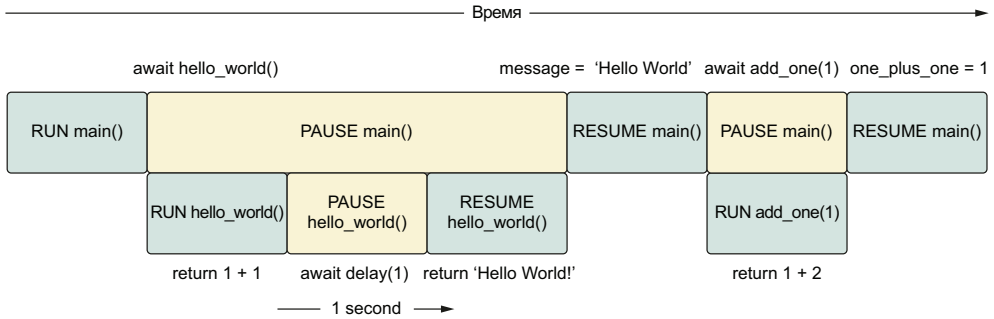 Время
await hello_world()
message = ‘Hello World’
await add_one(1)
one_plus_one = 1
RUN main()
PAUSE main()
RESUME main()
PAUSE main()
RESUME main()
RUN hello_world()
PAUSE
hello_world()
RESUME
hello_world()
RUN add_one(1)
return 1 + 1
await delay(1)
return ‘Hello World!’
return 1 + 2
1 second